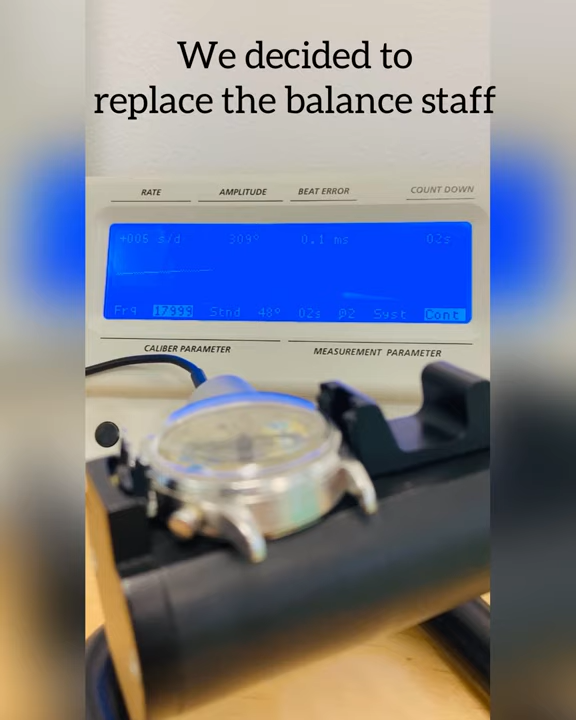 We decided to
replace the balance staff
RATE AMPLITUDE BEAT ERROR COUNT DOWN
+006 s/d 309° 0.1 ms 02s
Frq 17999 Stnd 48° 02s Syst Cont
CALIBER PARAMETER MEASUREMENT PARAMETER